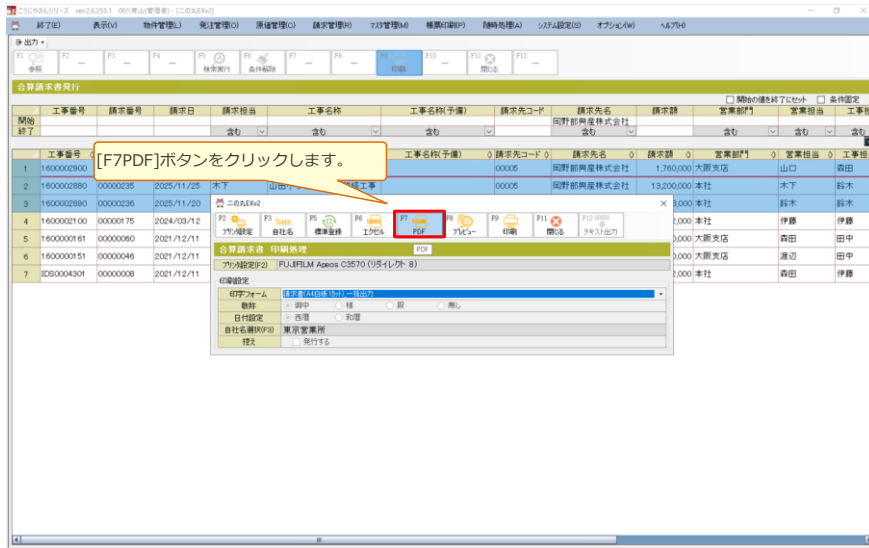 こうじやさんシリーズ ver2.6.253.1 001:青山(管理者) - [二の丸EXv2]
終了(E) 表示(V) 物件管理(L) 発注管理(O) 原価管理(C) 請求管理(R) マスタ管理(M) 帳票印刷(P) 随時処理(A) システム設定(S) オプション(W) ヘルプ(H)
出力
F1 参照 F2 F3 F4 F5 検索実行 F6 条件解除 F7 F8 F9 印刷 F10 F11 閉じる F12
合算請求書発行
開始の値を終了にセット 条件固定
工事番号 請求番号 請求日 請求担当 工事名称 工事名称(予備) 請求先コード 請求先名 請求額 営業部門 営業担当 工事担
開始 岡野部興産株式会社
終了 含む 含む 含む 含む 含む 含む 含む
工事番号 工事名称(予備) 請求先コード 請求先名 請求額 営業部門 営業担当 工事担
[F7PDF]ボタンをクリックします。
1 1600002900 00005 岡野部興産株式会社 1,760,000 大阪支店 山口 森田
2 1600002880 00000235 2025/11/25 木下 00005 岡野部興産株式会社 13,200,000 本社 木下 鈴木
3 1600002890 00000236 2025/11/20 本社 鈴木 鈴木
4 1600002100 00000175 2024/03/12 本社 伊藤 伊藤
5 1600000161 00000060 2021/12/11 大阪支店 森田 田中
6 1600000151 00000046 2021/12/11 大阪支店 渡辺 田中
7 IDS0004301 00000008 2021/12/11 本社 森田 伊藤
二の丸EXv2
F2 プリンタ設定 F3 自社名 F5 標準登録 F6 エクセル F7 PDF F8 プレビュー F9 印刷 F11 閉じる F12 テキスト出力
合算請求書 印刷処理
PDF
プリンタ設定(F2) FUJIFILM Apeos C3570 (リダイレクト 8)
印刷設定
印字フォーム 請求書(A4白紙(カット)_一括出力)
敬称 御中 様 殿 無し
日付設定 西暦 和暦
自社名選択(F3) 東京営業所
控え 発行する